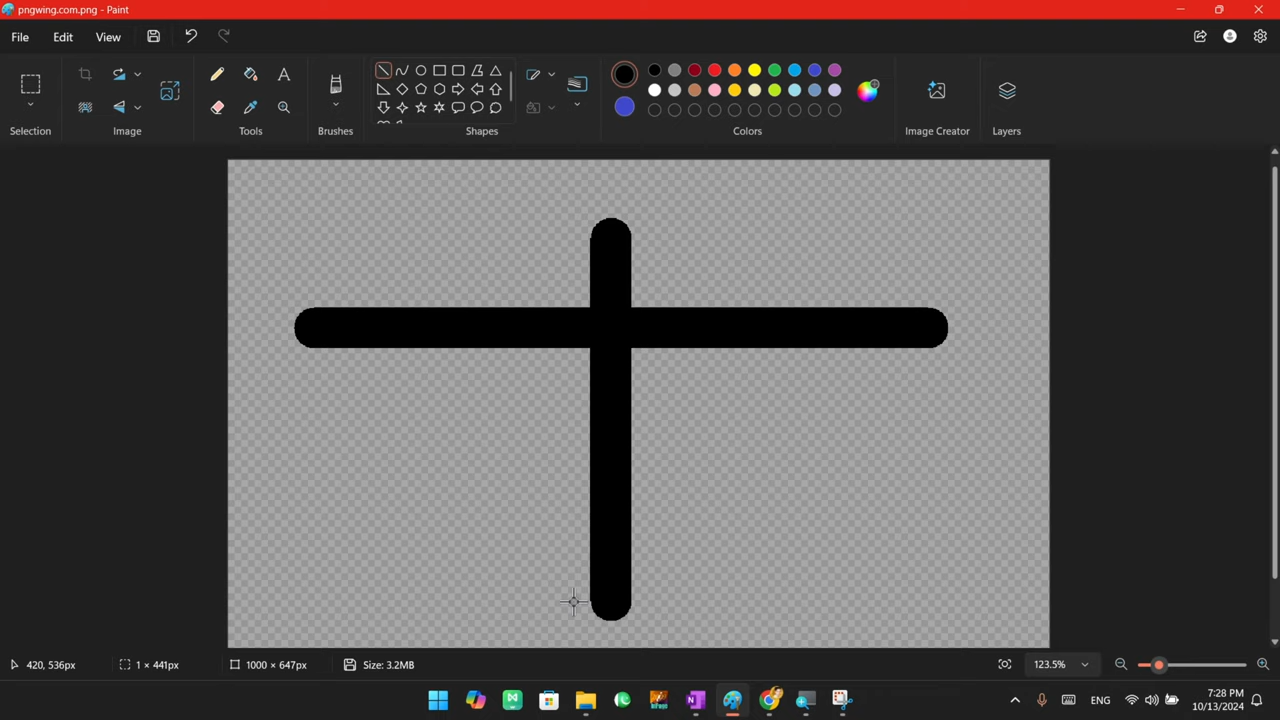 pngwing.com.png - Paint
File Edit View
Selection Image Tools Brushes Shapes Colors Image Creator Layers
420, 536px 1 × 441px 1000 × 647px Size: 3.2MB 123.5%
ENG 7:28 PM
10/13/2024